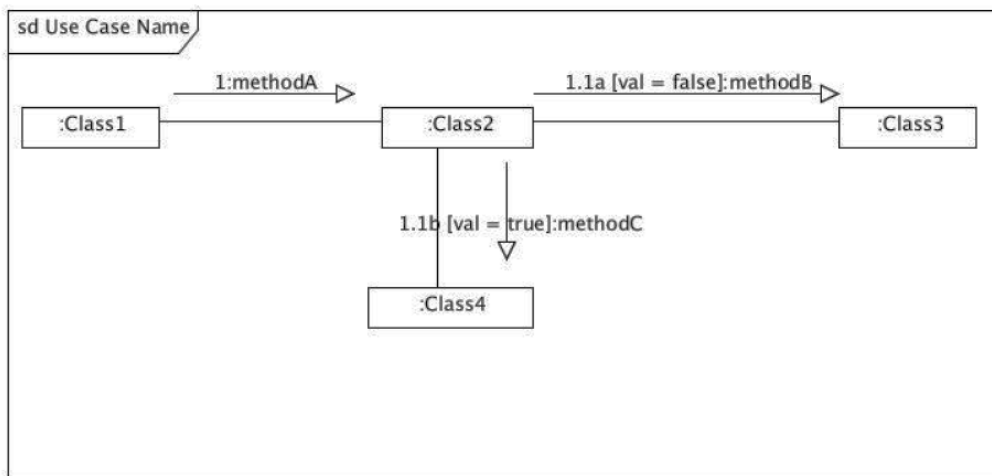 sd Use Case Name
1:methodA
1.1a [val = false]:methodB
:Class1
:Class2
:Class3
1.1b [val = true]:methodC
:Class4